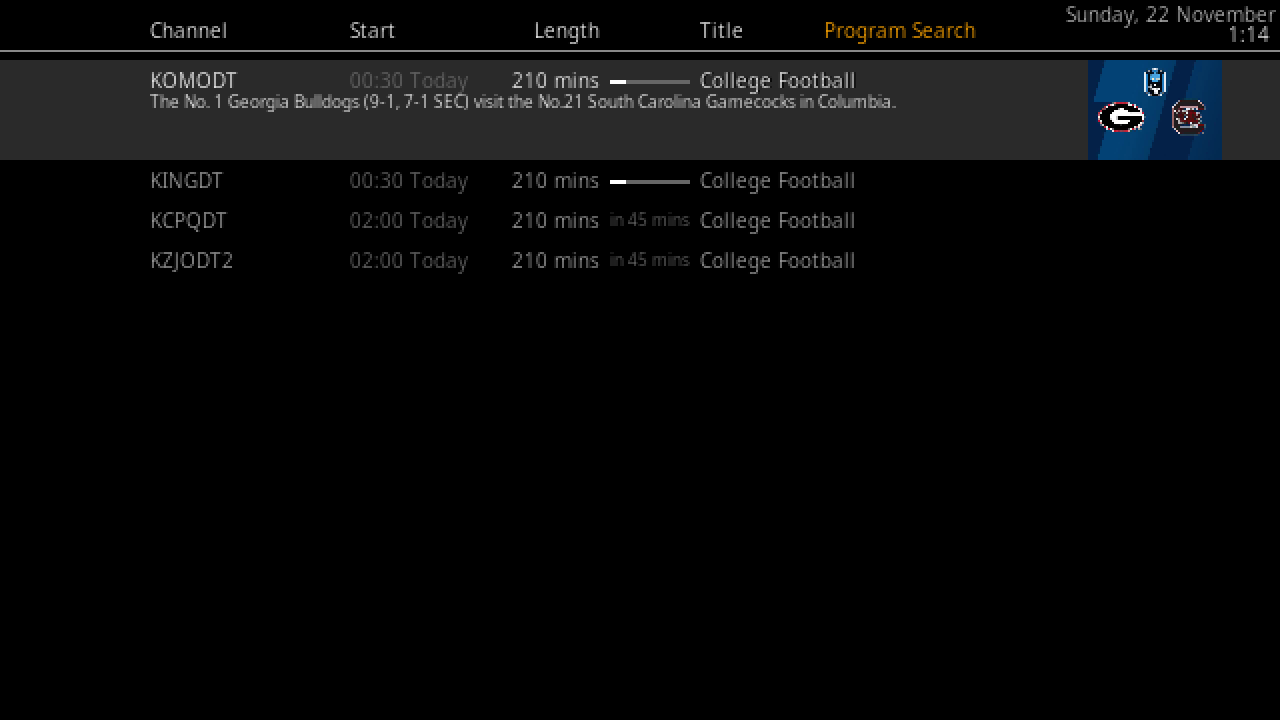 Sunday, 22 November
Channel Start Length Title Program Search 1:14
KOMODT 00:30 Today 210 mins College Football
The No. 1 Georgia Bulldogs (9-1, 7-1 SEC) visit the No.21 South Carolina Gamecocks in Columbia.
G C
KINGDT 00:30 Today 210 mins College Football
KCPQDT 02:00 Today 210 mins in 45 mins College Football
KZJODT2 02:00 Today 210 mins in 45 mins College Football